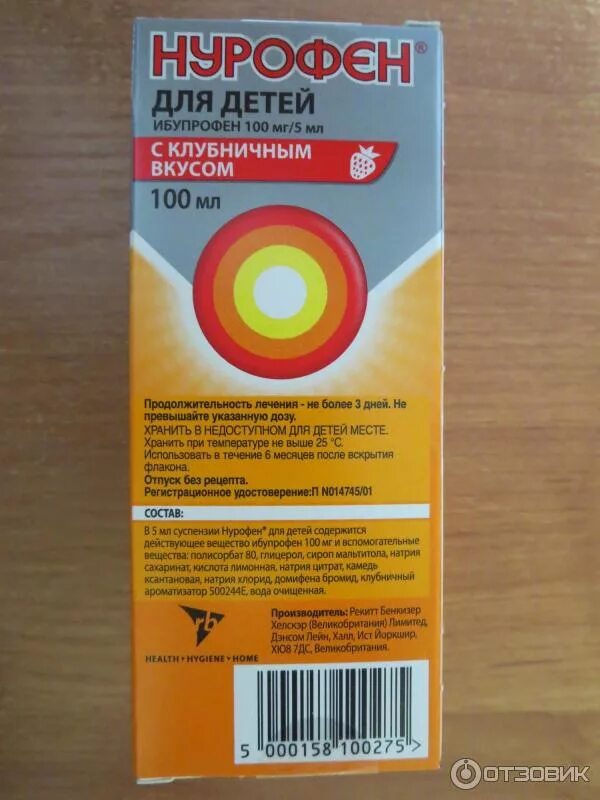 НУРОФЕН®
ДЛЯ ДЕТЕЙ
ИБУПРОФЕН 100 мг/5 мл
С КЛУБНИЧНЫМ
ВКУСОМ
100 мл
Продолжительность лечения - не более 3 дней. Не
превышайте указанную дозу.
ХРАНИТЬ В НЕДОСТУПНОМ ДЛЯ ДЕТЕЙ МЕСТЕ.
Хранить при температуре не выше 25 °C.
Использовать в течение 6 месяцев после вскрытия
флакона.
Отпуск без рецепта.
Регистрационное удостоверение:П N014745/01
СОСТАВ:
В 5 мл суспензии Нурофен® для детей содержится
действующее вещество ибупрофен 100 мг и вспомогательные
вещества: полисорбат 80, глицерол, сироп мальтитола, натрия
сахаринат, кислота лимонная, натрия цитрат, камедь
ксантановая, натрия хлорид, домифена бромид, клубничный
ароматизатор 500244Е, вода очищенная.
rb
HEALTH • HYGIENE • HOME
Производитель: Рекитт Бенкизер
Хелскэр (Великобритания) Лимитед,
Дэнсом Лейн, Халл, Ист Йоркшир,
ХЮ8 7ДС, Великобритания.
5 000158 100275 >
ОТЗОВИК